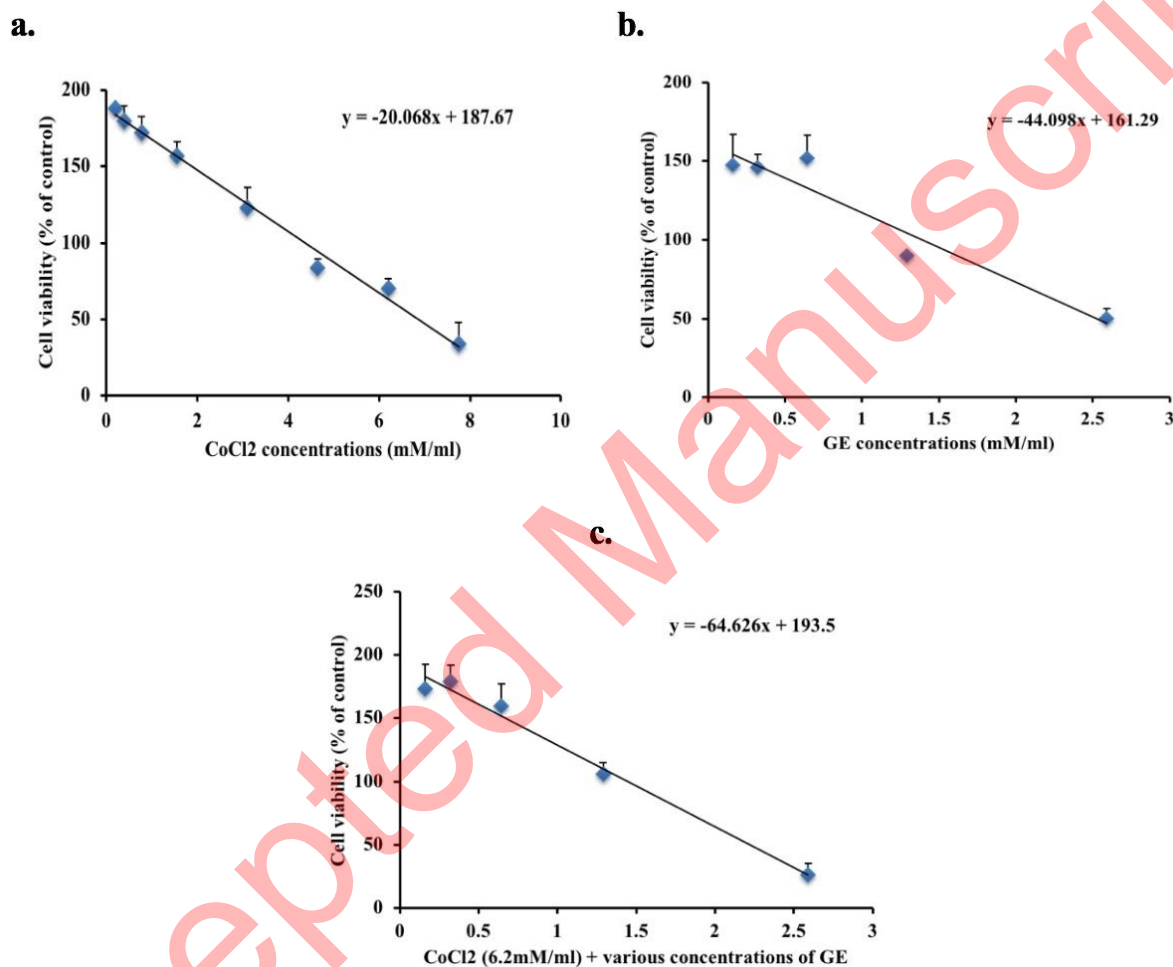 a.
200
150
100
50
0
Cell viability (% of control)
y = -20.068x + 187.67
0 2 4 6 8 10
CoCl2 concentrations (mM/ml)
b.
200
150
100
50
0
Cell viabiltiy (% of control)
y = -44.098x + 161.29
0 0.5 1 1.5 2 2.5 3
GE concentrations (mM/ml)
c.
250
200
150
100
50
0
Cell viability (% of control)
y = -64.626x + 193.5
0 0.5 1 1.5 2 2.5 3
CoCl2 (6.2mM/ml) + various concentrations of GE
epted Manuscri